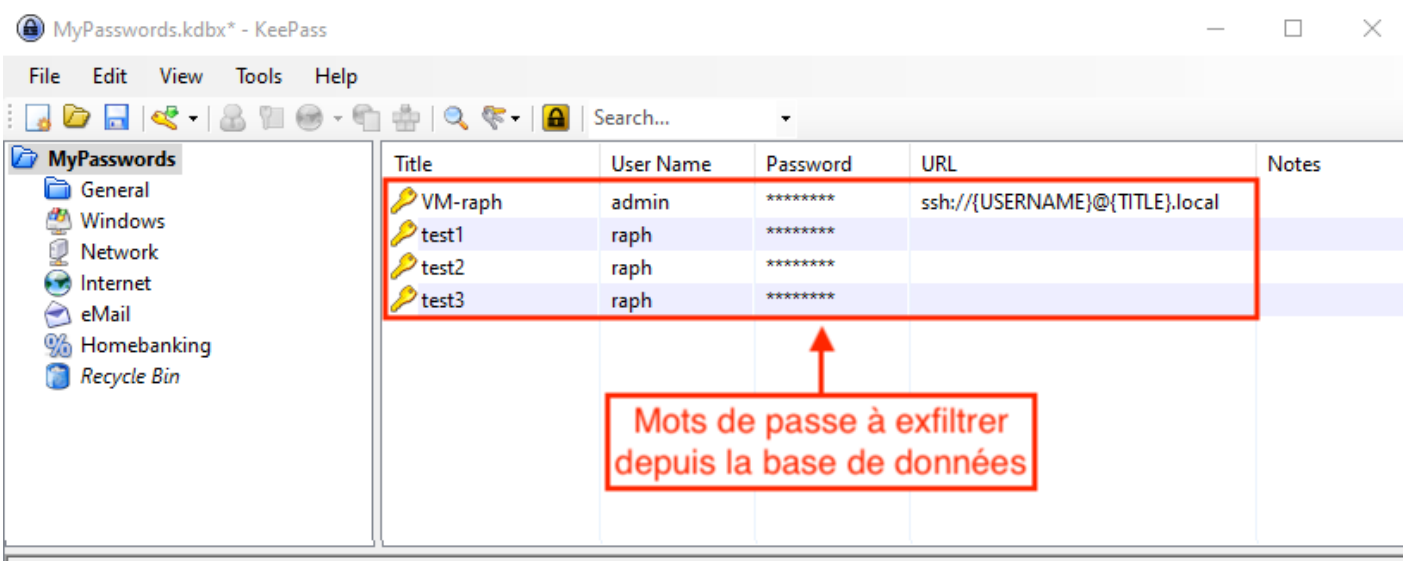 MyPasswords.kdbx* - KeePass
File Edit View Tools Help
Search...
MyPasswords
General
Windows
Network
Internet
eMail
Homebanking
Recycle Bin
Title User Name Password URL Notes
VM-raph admin ******** ssh://{USERNAME}@{TITLE}.local
test1 raph ********
test2 raph ********
test3 raph ********
Mots de passe à exfiltrer
depuis la base de données